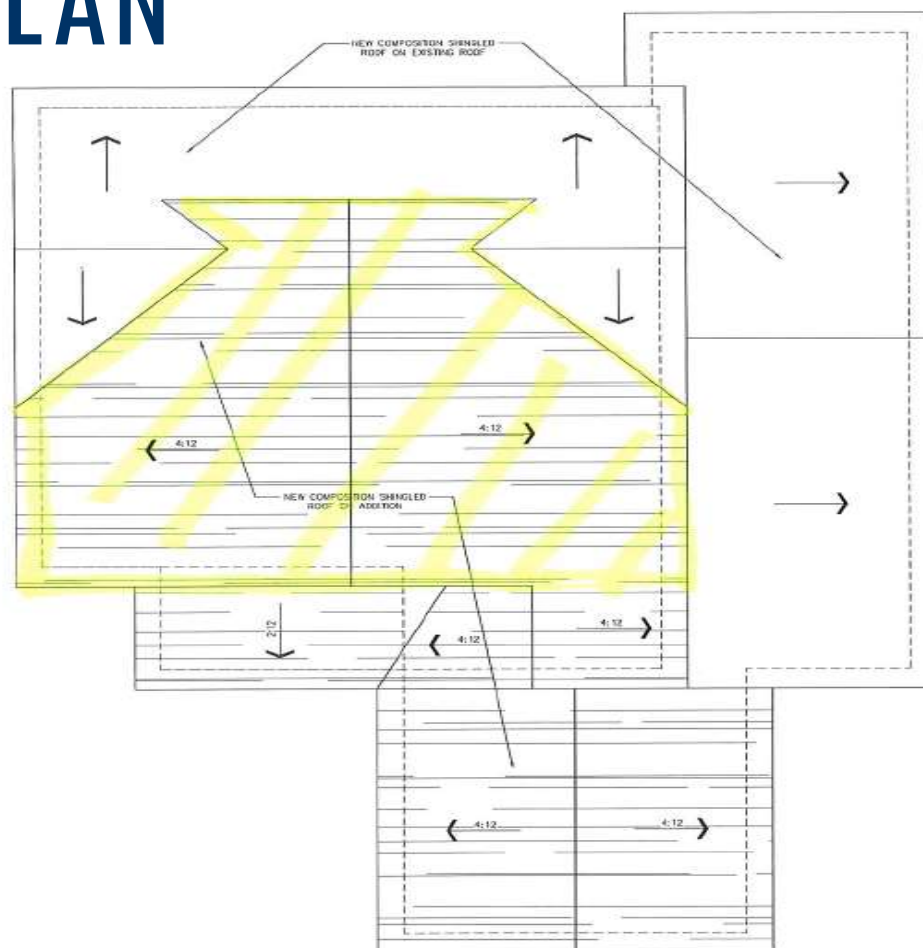 LAN
NEW COMPOSITION SHINGLED
ROOF ON EXISTING ROOF
4:12
4:12
NEW COMPOSITION SHINGLED
ROOF ON ADDITION
2:12
4:12
4:12
4:12
4:12